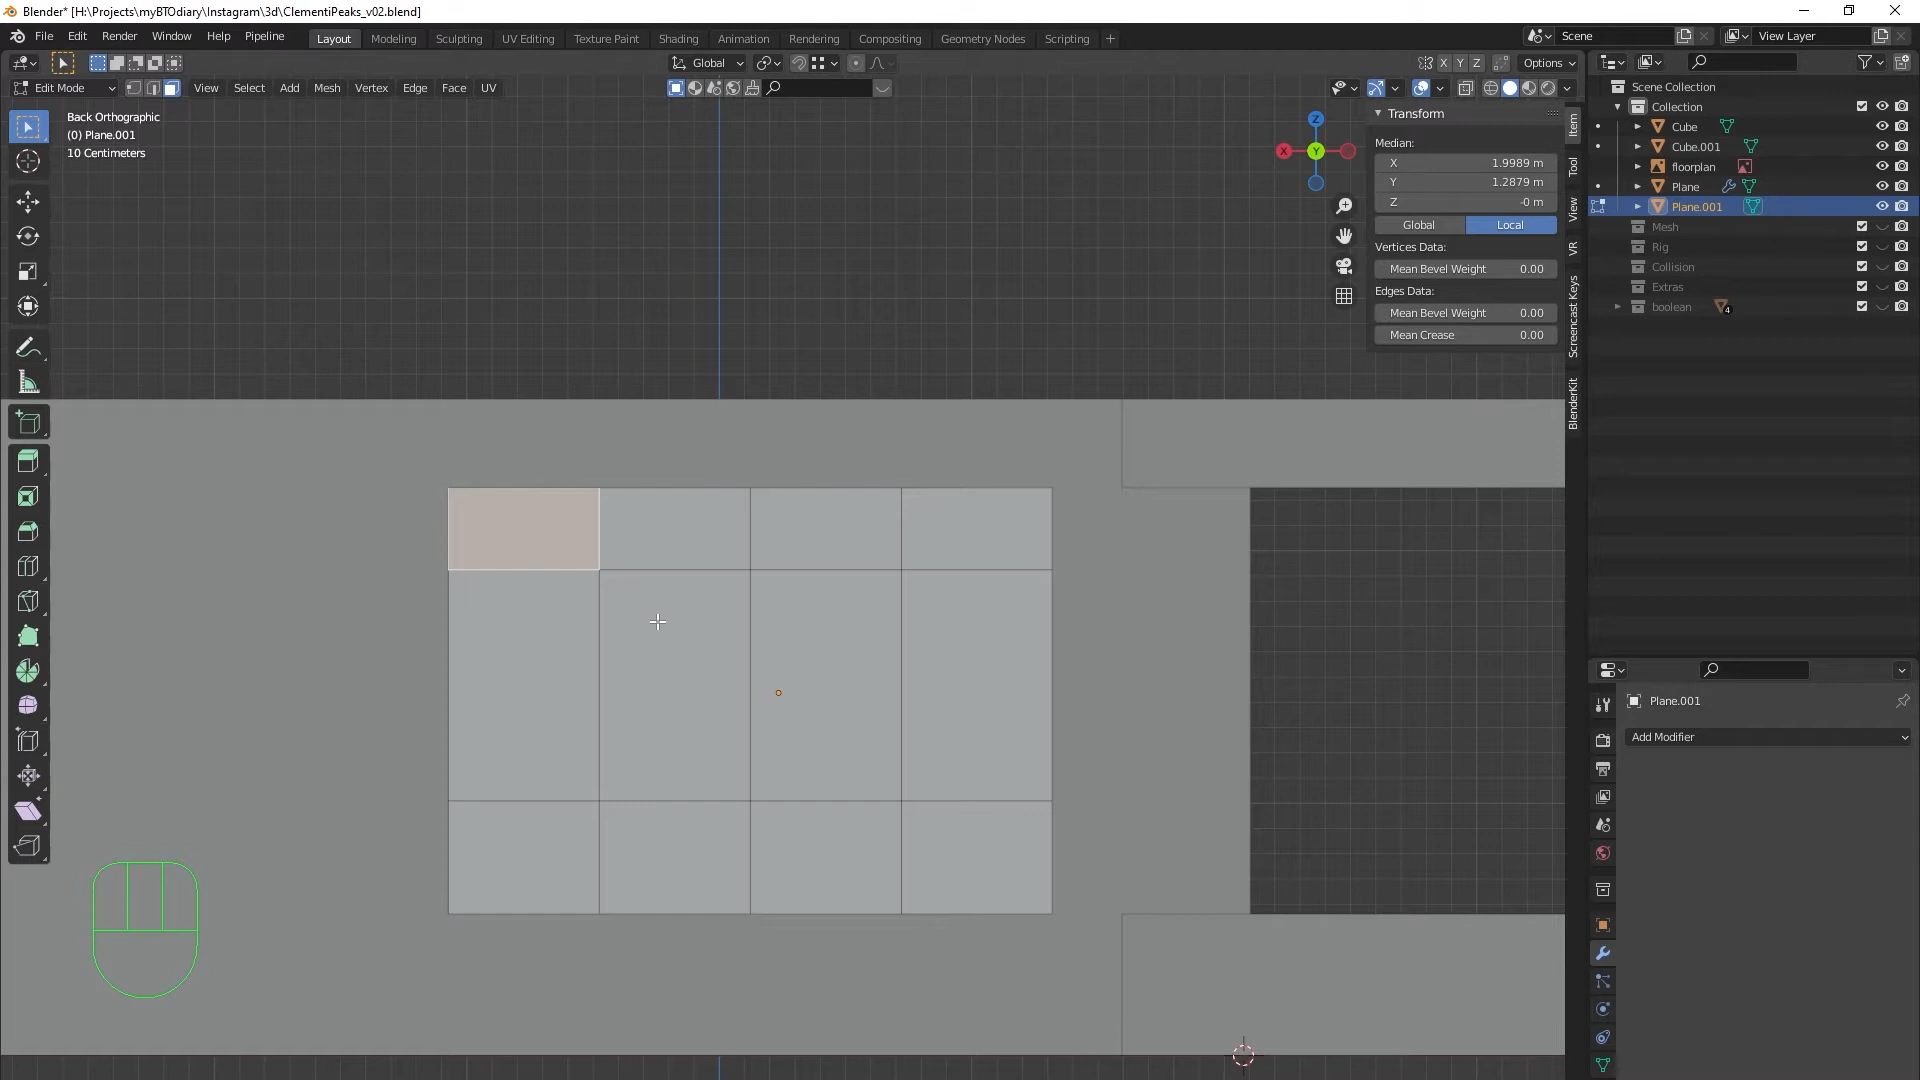 Blender* [H:\Projects\myBTOdiary\Instagram\3d\ClementiPeaks_v02.blend]
File Edit Render Window Help Pipeline Layout Modeling Sculpting UV Editing Texture Paint Shading Animation Rendering Compositing Geometry Nodes Scripting + Scene View Layer
Global X Y Z Options
Edit Mode View Select Add Mesh Vertex Edge Face UV
Back Orthographic
(0) Plane.001
10 Centimeters
Z
X
Y
Transform
Median:
X 1.9989 m
Y 1.2879 m
Z -0 m
Global Local
Vertices Data:
Mean Bevel Weight 0.00
Edges Data:
Mean Bevel Weight 0.00
Mean Crease 0.00
Item
Tool
View
VR
Screencast Keys
BlenderKit
Scene Collection
Collection
Cube
Cube.001
floorplan
Plane
Plane.001
Mesh
Rig
Collision
Extras
boolean 4
Plane.001
Add Modifier